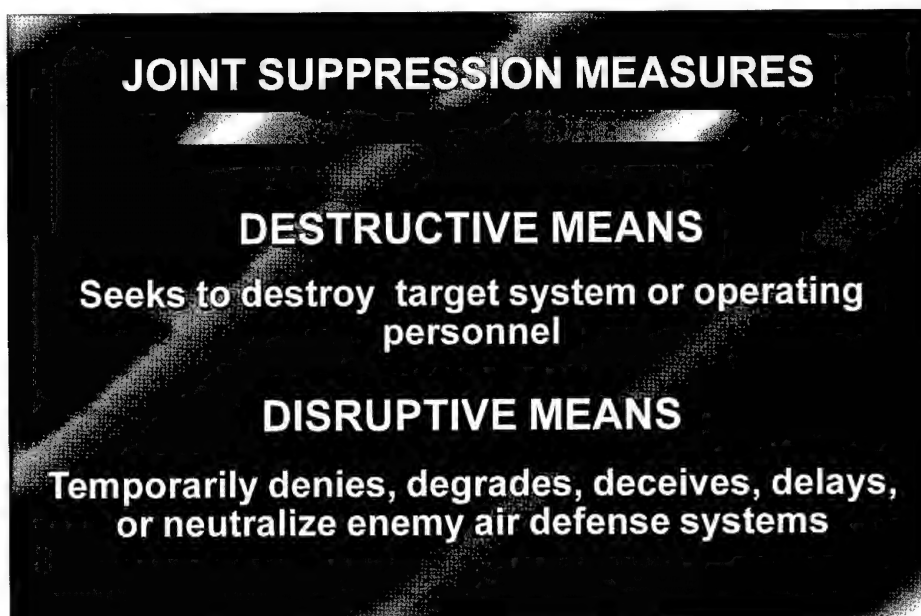 JOINT SUPPRESSION MEASURES
DESTRUCTIVE MEANS
Seeks to destroy target system or operating
personnel
DISRUPTIVE MEANS
Temporarily denies, degrades, deceives, delays,
or neutralize enemy air defense systems